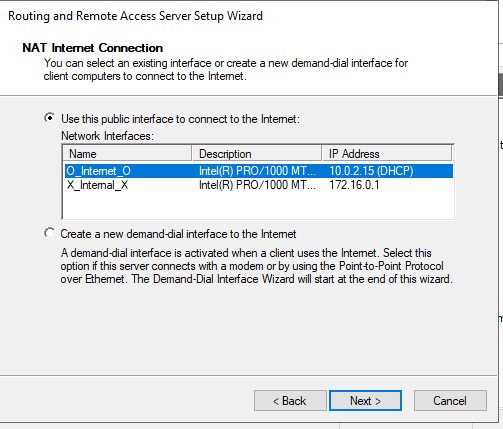 Routing and Remote Access Server Setup Wizard
NAT Internet Connection
You can select an existing interface or create a new demand-dial interface for
client computers to connect to the Internet.
Use this public interface to connect to the Internet:
Network Interfaces:
Name Description IP Address
O_Internet_O Intel(R) PRO/1000 MT... 10.0.2.15 (DHCP)
X_Internal_X Intel(R) PRO/1000 MT... 172.16.0.1
Create a new demand-dial interface to the Internet
A demand-dial interface is activated when a client uses the Internet. Select this
option if this server connects with a modem or by using the Point-to-Point Protocol
over Ethernet. The Demand-Dial Interface Wizard will start at the end of this wizard.
< Back Next > Cancel